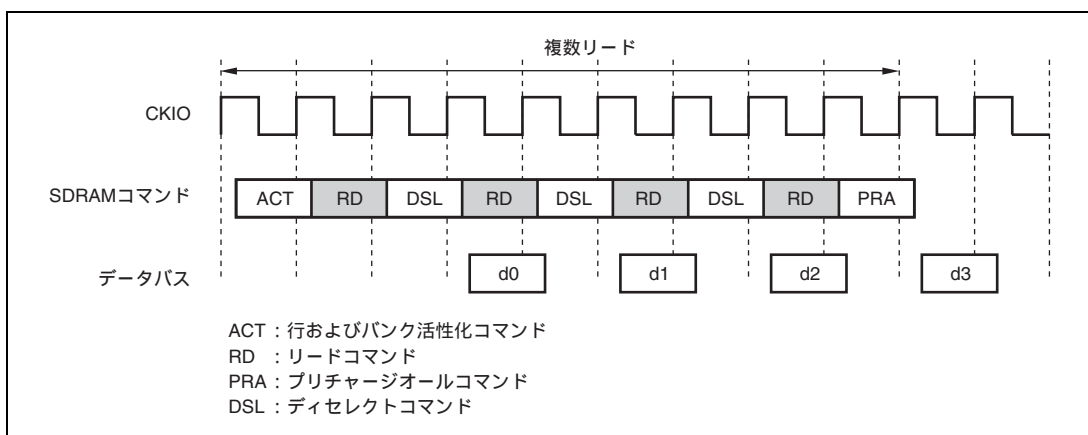 複数リード
CKIO
SDRAMコマンド ACT RD DSL RD DSL RD DSL RD PRA
データバス d0 d1 d2 d3
ACT：行およびバンク活性化コマンド
RD ：リードコマンド
PRA：プリチャージオールコマンド
DSL：ディセレクトコマンド